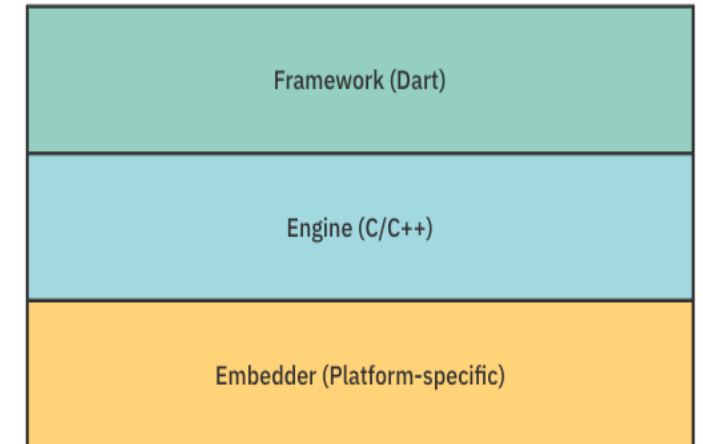 Framework (Dart)
Engine (C/C++)
Embedder (Platform-specific)